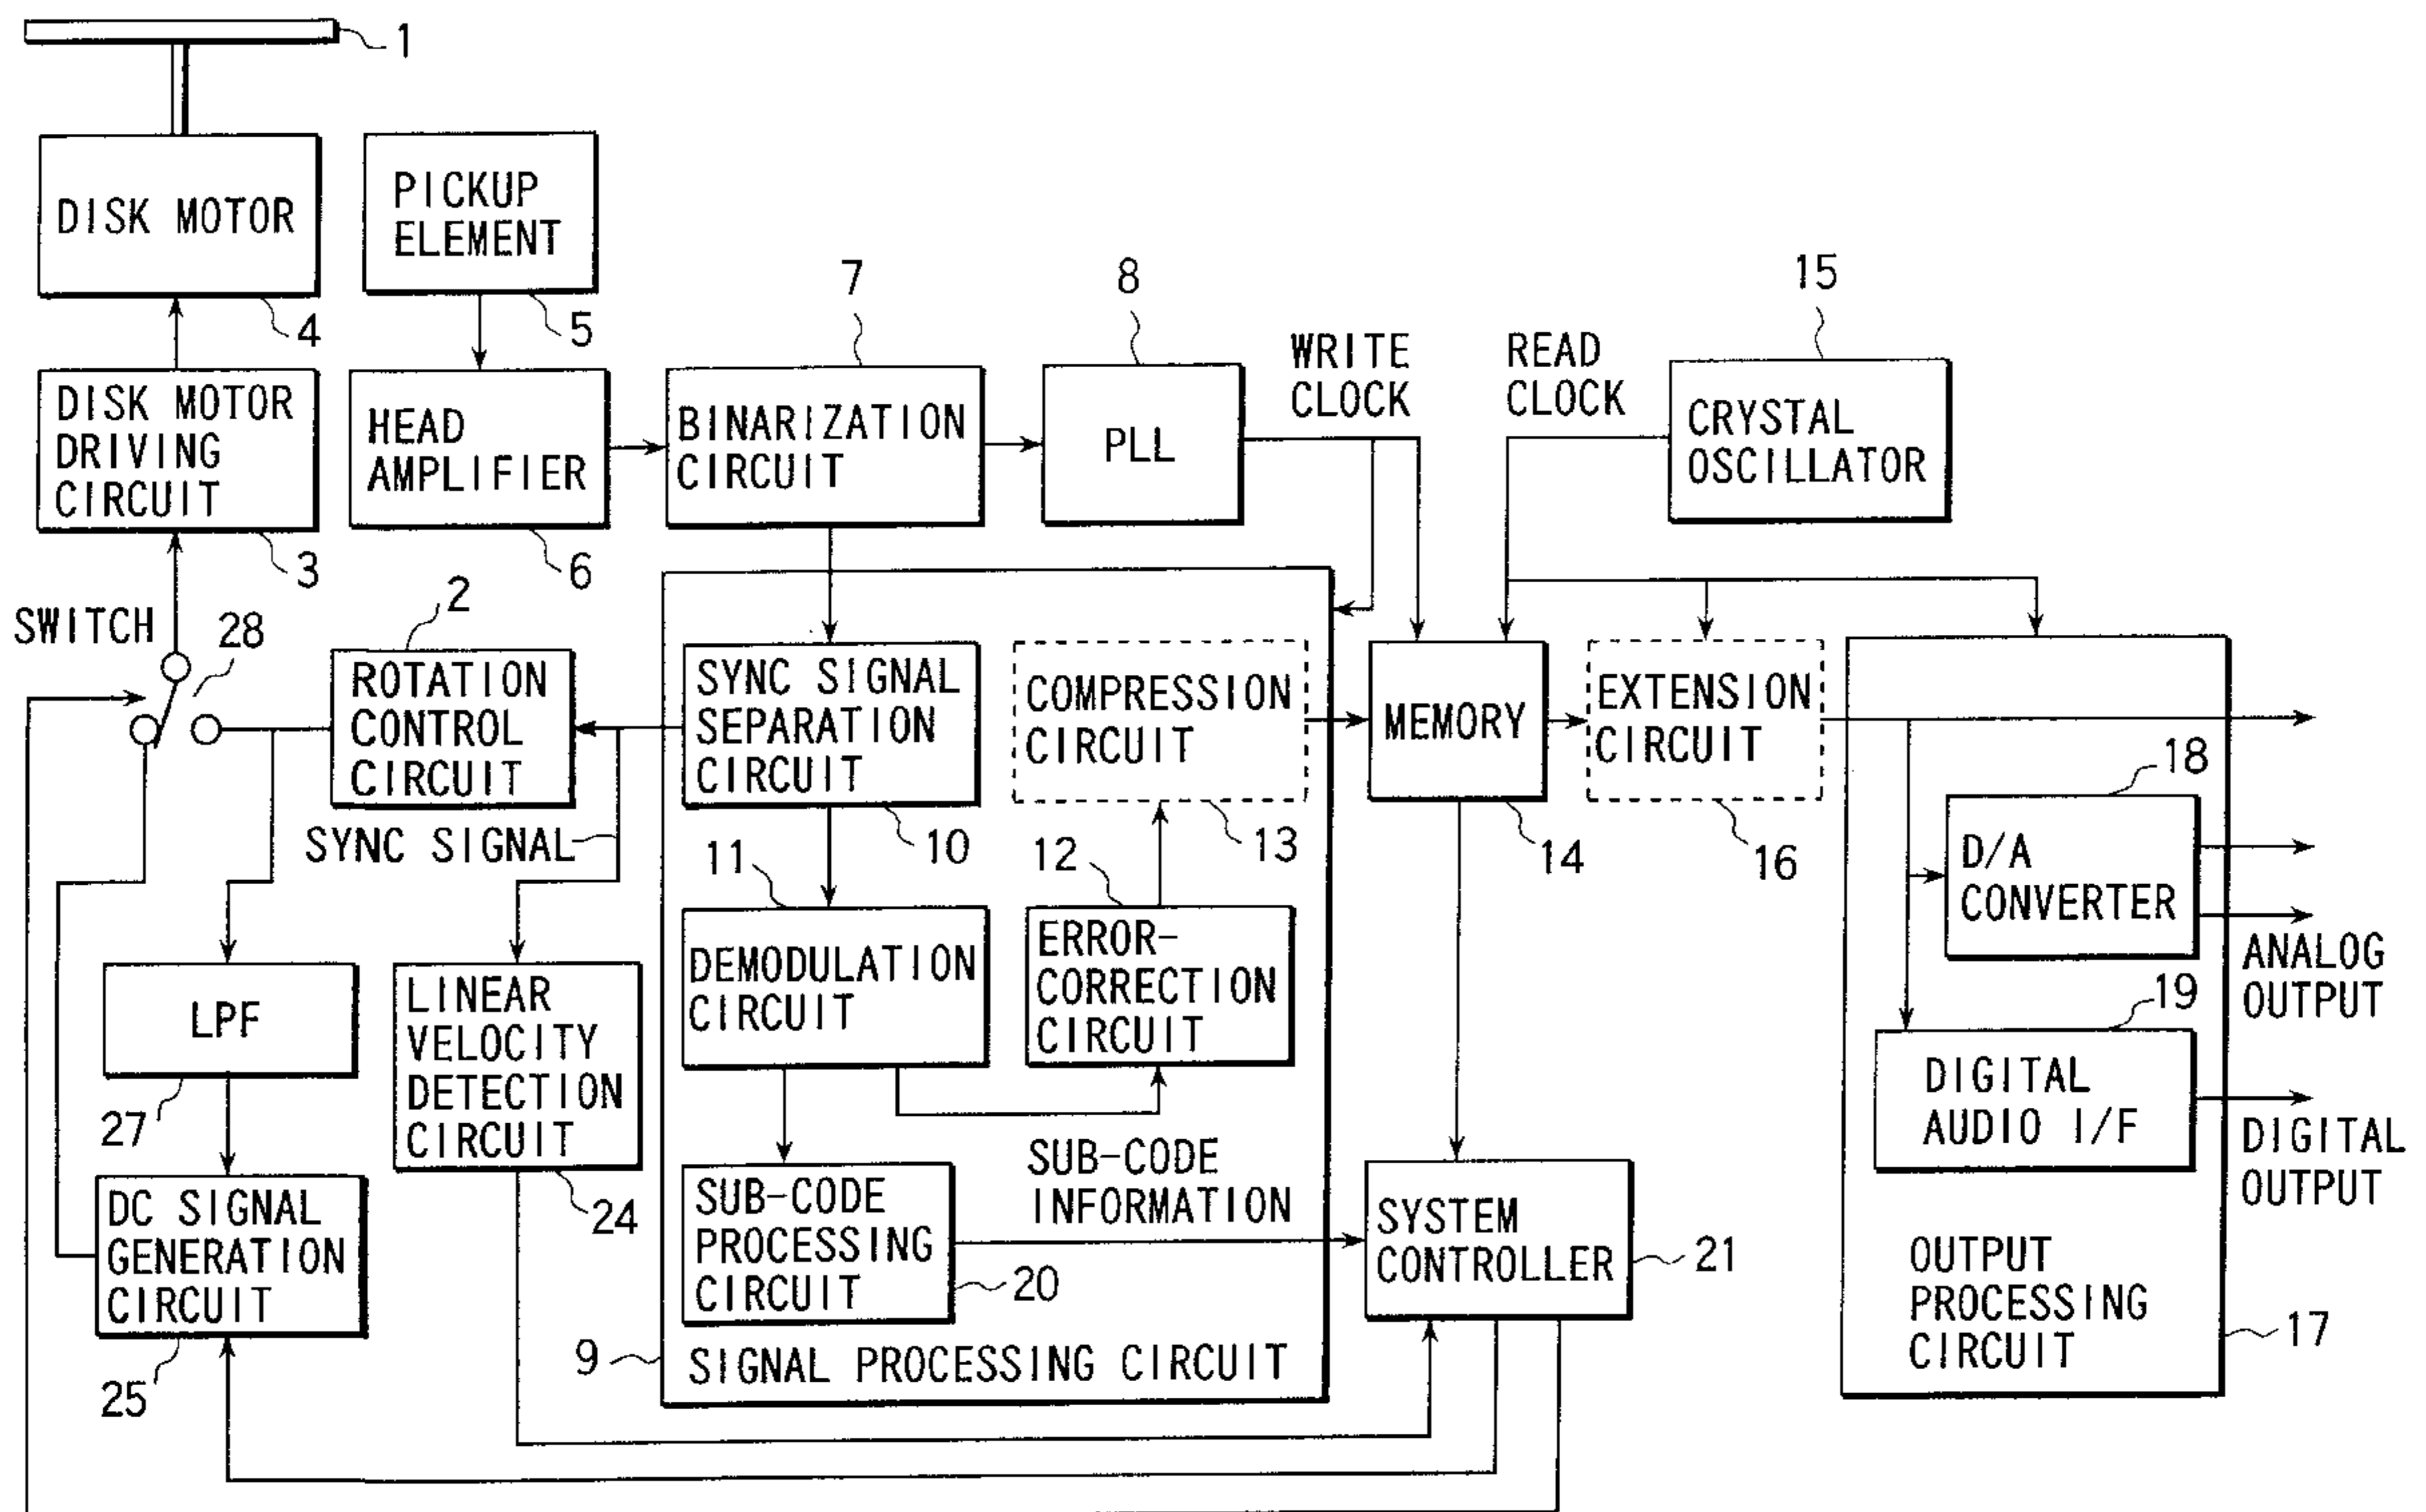 1
DISK MOTOR
4
PICKUP
ELEMENT
5
DISK MOTOR
DRIVING
CIRCUIT
3
HEAD
AMPLIFIER
6
7
BINARIZATION
CIRCUIT
8
PLL
WRITE
CLOCK
READ
CLOCK
15
CRYSTAL
OSCILLATOR
SWITCH
28
2
ROTATION
CONTROL
CIRCUIT
SYNC SIGNAL
SYNC SIGNAL
SEPARATION
CIRCUIT
10
COMPRESSION
CIRCUIT
13
MEMORY
14
EXTENSION
CIRCUIT
16
11
DEMODULATION
CIRCUIT
12
ERROR-
CORRECTION
CIRCUIT
18
D/A
CONVERTER
ANALOG
OUTPUT
19
DIGITAL
AUDIO I/F
DIGITAL
OUTPUT
LPF
27
LINEAR
VELOCITY
DETECTION
CIRCUIT
24
DC SIGNAL
GENERATION
CIRCUIT
25
SUB-CODE
PROCESSING
CIRCUIT
20
SUB-CODE
INFORMATION
SYSTEM
CONTROLLER
21
OUTPUT
PROCESSING
CIRCUIT
17
9
SIGNAL PROCESSING CIRCUIT